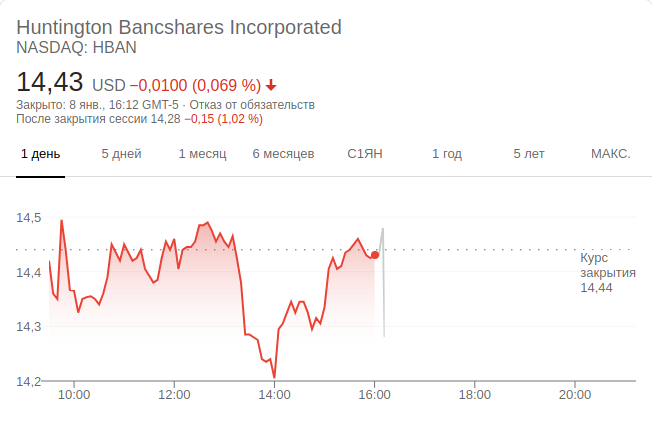 Huntington Bancshares Incorporated
NASDAQ: HBAN
14,43 USD −0,0100 (0,069 %)
Закрыто: 8 янв., 16:12 GMT-5 · Отказ от обязательств
После закрытия сессии 14,28 −0,15 (1,02 %)
1 день 5 дней 1 месяц 6 месяцев С1ЯН 1 год 5 лет МАКС.
14,5
14,4
14,3
14,2
Курс
закрытия
14,44
10:00 12:00 14:00 16:00 18:00 20:00